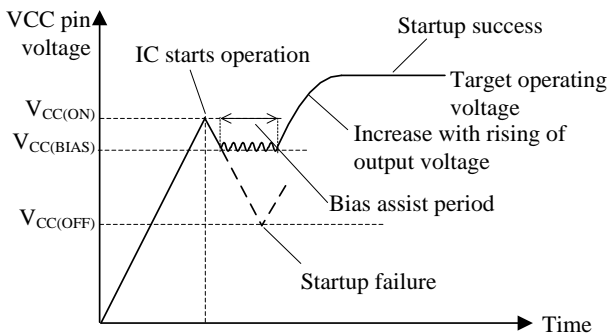 VCC pin
voltage
Startup success
IC starts operation
Target operating
voltage
VCC(ON)
Increase with rising of
output voltage
VCC(BIAS)
Bias assist period
VCC(OFF)
Startup failure
Time